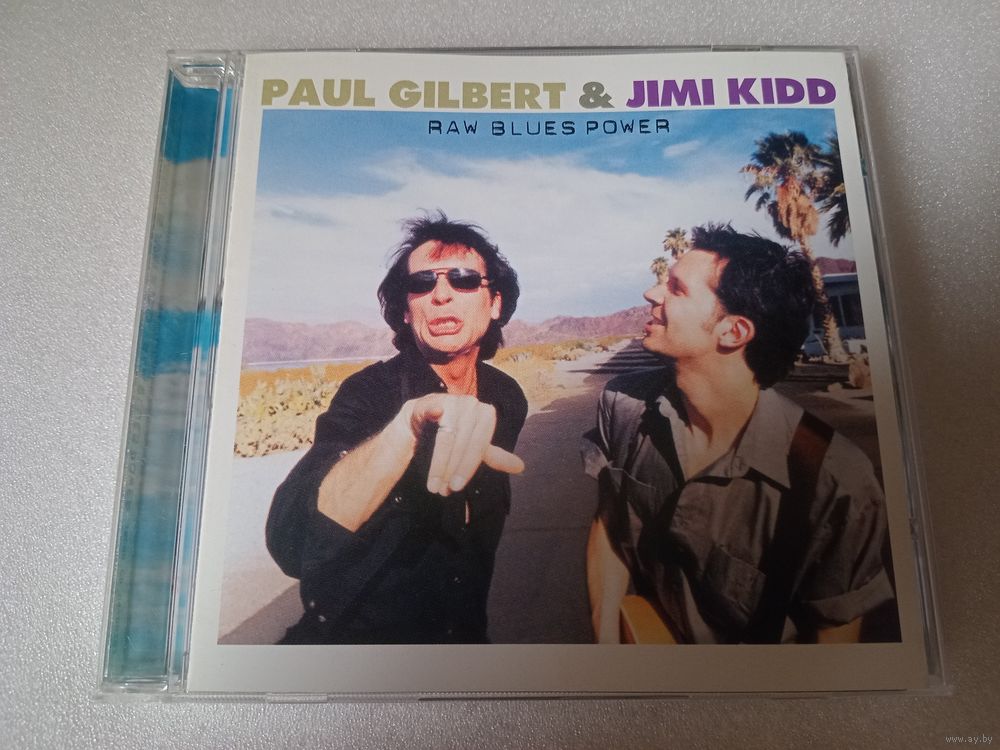 PAUL GILBERT & JIMI KIDD
RAW BLUES POWER
www.ay.by